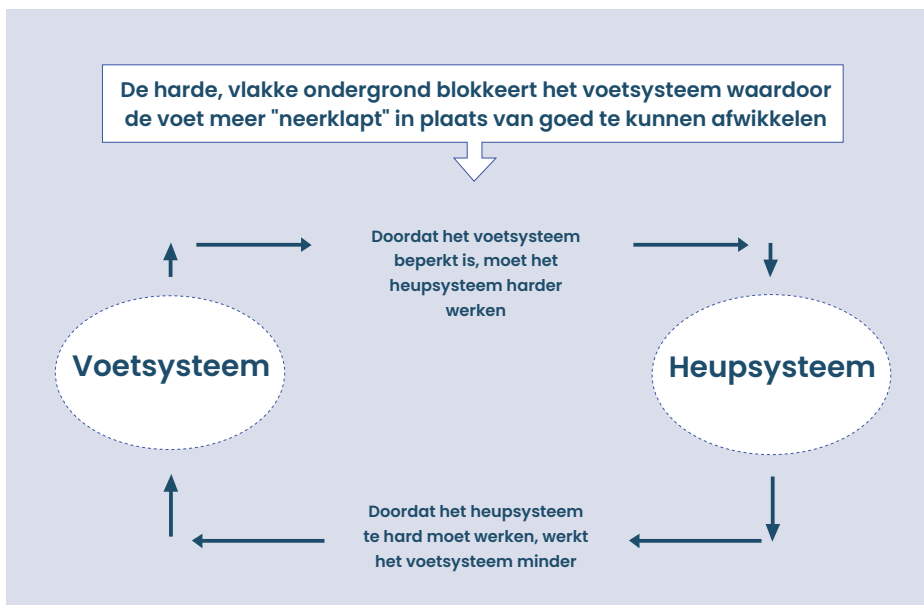 De harde, vlakke ondergrond blokkeert het voetsysteem waardoor
de voet meer "neerklapt" in plaats van goed te kunnen afwikkelen
Doordat het voetsysteem
beperkt is, moet het
heupsysteem harder
werken
Voetsysteem
Heupsysteem
Doordat het heupsysteem
te hard moet werken, werkt
het voetsysteem minder